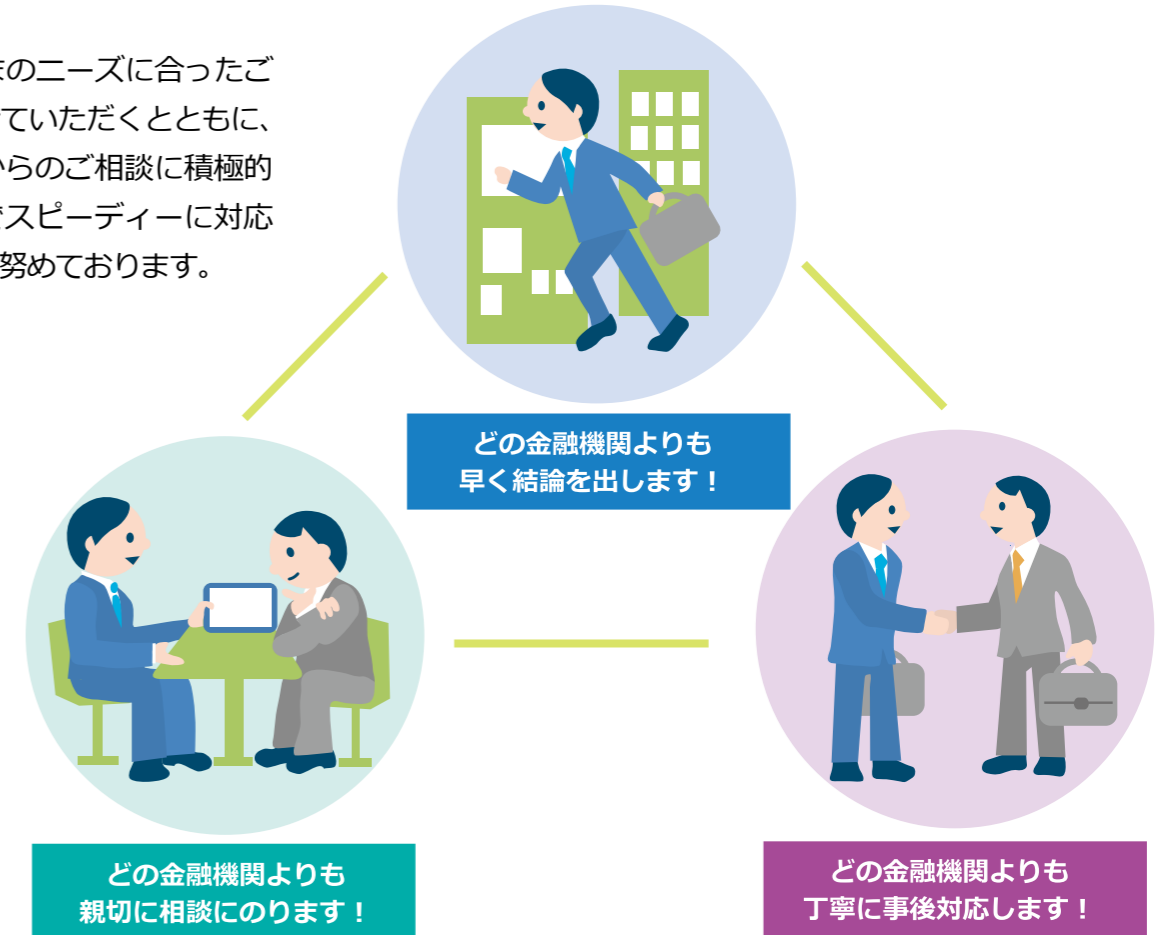 まのニーズに合ったご
ていただくとともに、
からのご相談に積極的
でスピーディーに対応
努めております。
どの金融機関よりも
早く結論を出します！
どの金融機関よりも
親切に相談にのります！
どの金融機関よりも
丁寧に事後対応します！